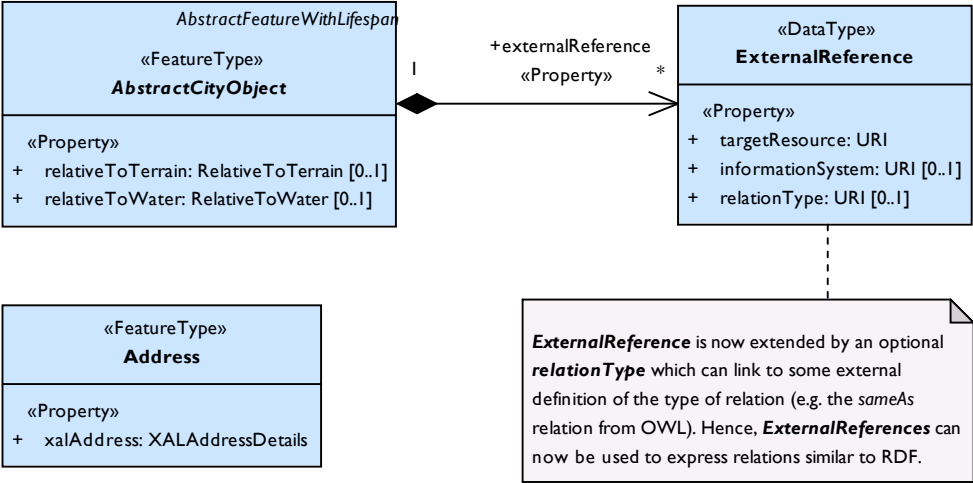 AbstractFeatureWithLifespan
«FeatureType»
AbstractCityObject
«Property»
+ relativeToTerrain: RelativeToTerrain [0..1]
+ relativeToWater: RelativeToWater [0..1]
+externalReference
1
«Property»
*
«DataType»
ExternalReference
«Property»
+ targetResource: URI
+ informationSystem: URI [0..1]
+ relationType: URI [0..1]
«FeatureType»
Address
«Property»
+ xalAddress: XALAddressDetails
ExternalReference is now extended by an optional
relationType which can link to some external
definition of the type of relation (e.g. the sameAs
relation from OWL). Hence, ExternalReferences can
now be used to express relations similar to RDF.